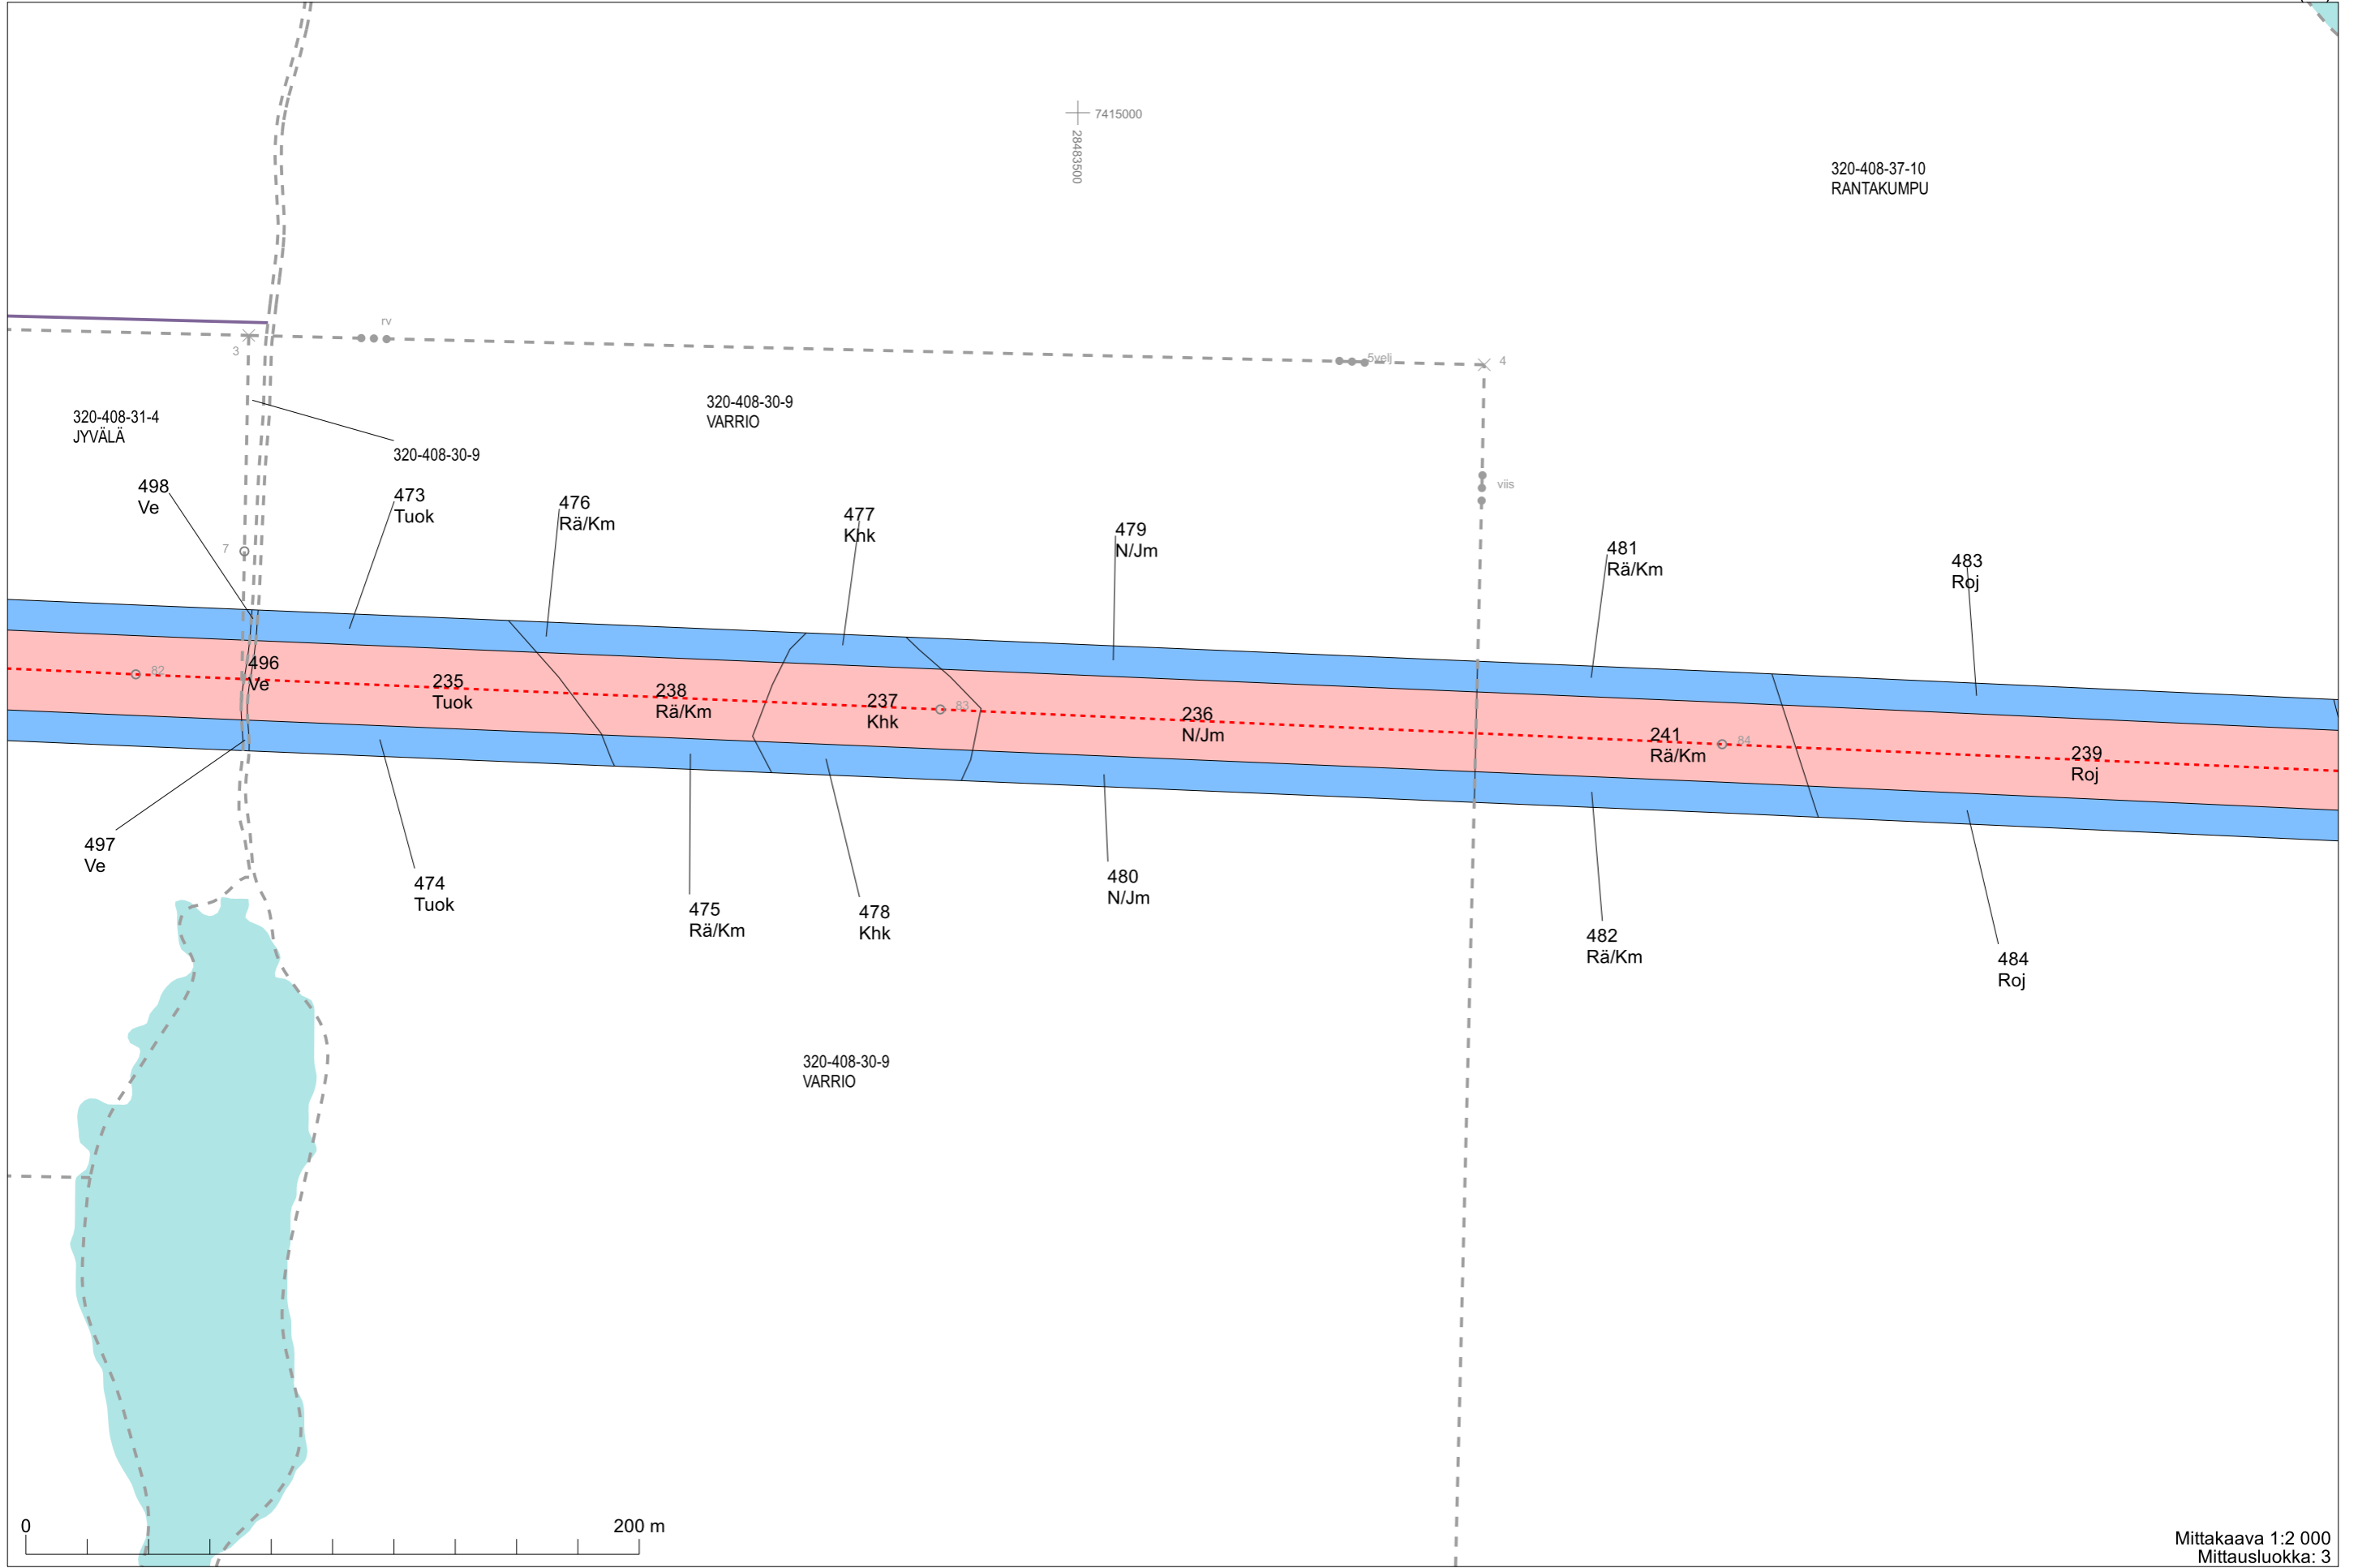 7415000
28483500
320-408-37-10
RANTAKUMPU
rv
3
5velj
4
320-408-31-4
JYVÄLÄ
320-408-30-9
VARRIO
320-408-30-9
498
Ve
473
Tuok
476
Rä/Km
477
Khk
479
N/Jm
viis
481
Rä/Km
483
Roj
7
82
496
Ve
235
Tuok
238
Rä/Km
237
Khk
83
236
N/Jm
241
Rä/Km
84
239
Roj
497
Ve
474
Tuok
475
Rä/Km
478
Khk
480
N/Jm
482
Rä/Km
484
Roj
320-408-30-9
VARRIO
0
200 m
Mittakaava 1:2 000
Mittausluokka: 3